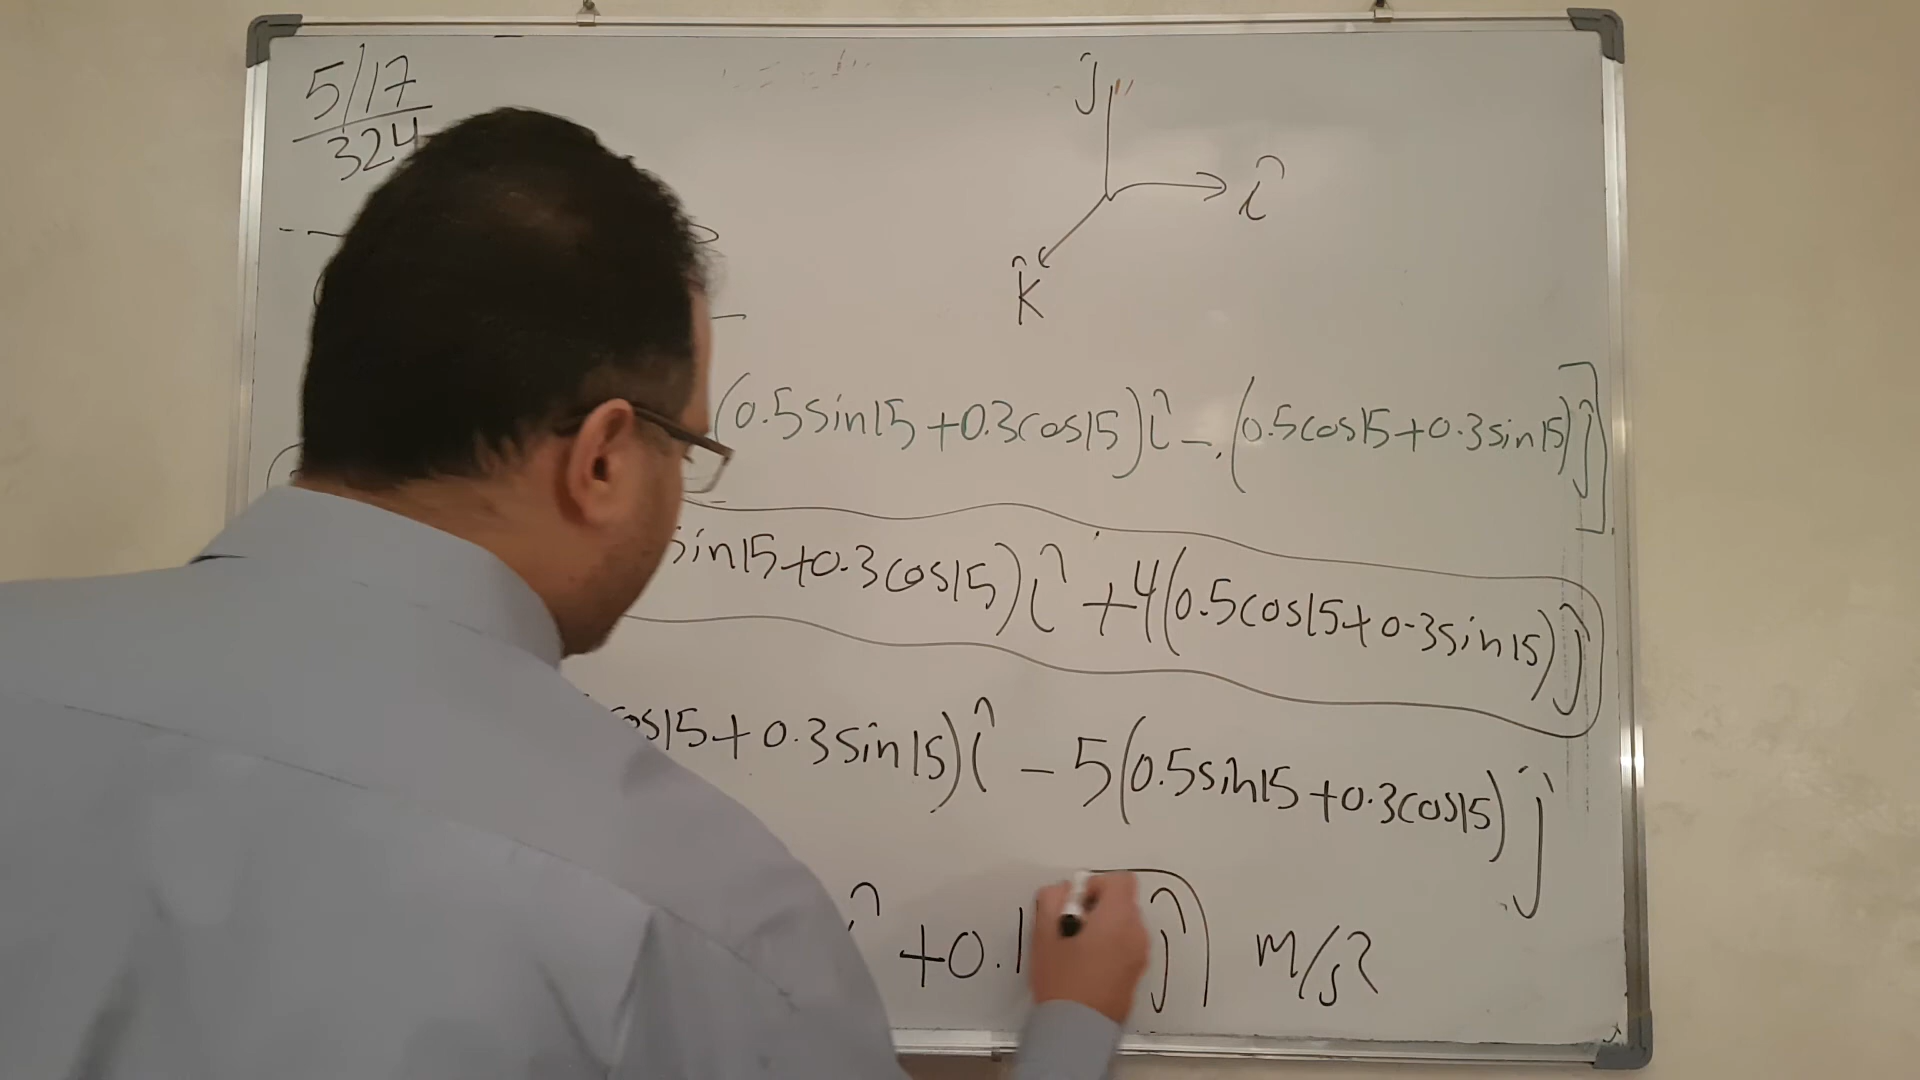 5/17
324
ĵ
î
k̂
(0.5sin15+0.3cos15)î-(0.5cos15+0.3sin15)ĵ]
sin15+0.3cos15)î+4(0.5cos15+0.3sin15)ĵ
cos15+0.3sin15)î-5(0.5sin15+0.3cos15)ĵ
î+0.1 ĵ m/s2